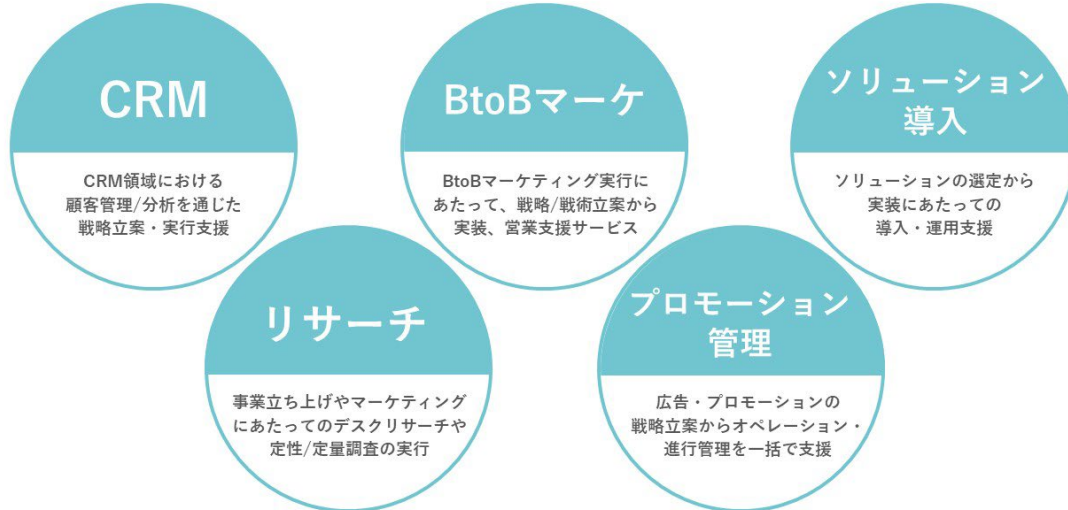 CRM
CRM領域における
顧客管理/分析を通じた
戦略立案・実行支援
BtoBマーケ
BtoBマーケティング実行に
あたって、戦略/戦術立案から
実装、営業支援サービス
ソリューション
導入
ソリューションの選定から
実装にあたっての
導入・運用支援
リサーチ
事業立ち上げやマーケティング
にあたってのデスクリサーチや
定性/定量調査の実行
プロモーション
管理
広告・プロモーションの
戦略立案からオペレーション・
進行管理を一括で支援